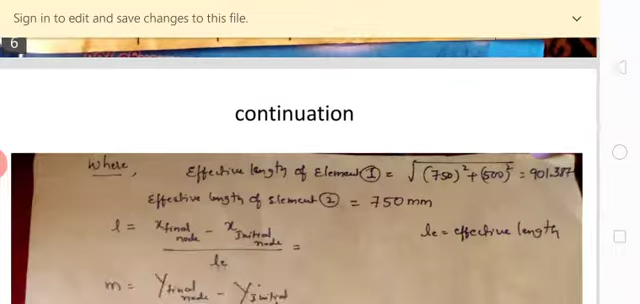 Sign in to edit and save changes to this file.
6
continuation
Where, Effective length of Element ① = √(750)² + (500)² = 901.387
Effective length of Element ② = 750 mm
l = (x final node - x Initial node) / le =
le = effective length
m = y final node - y Initial